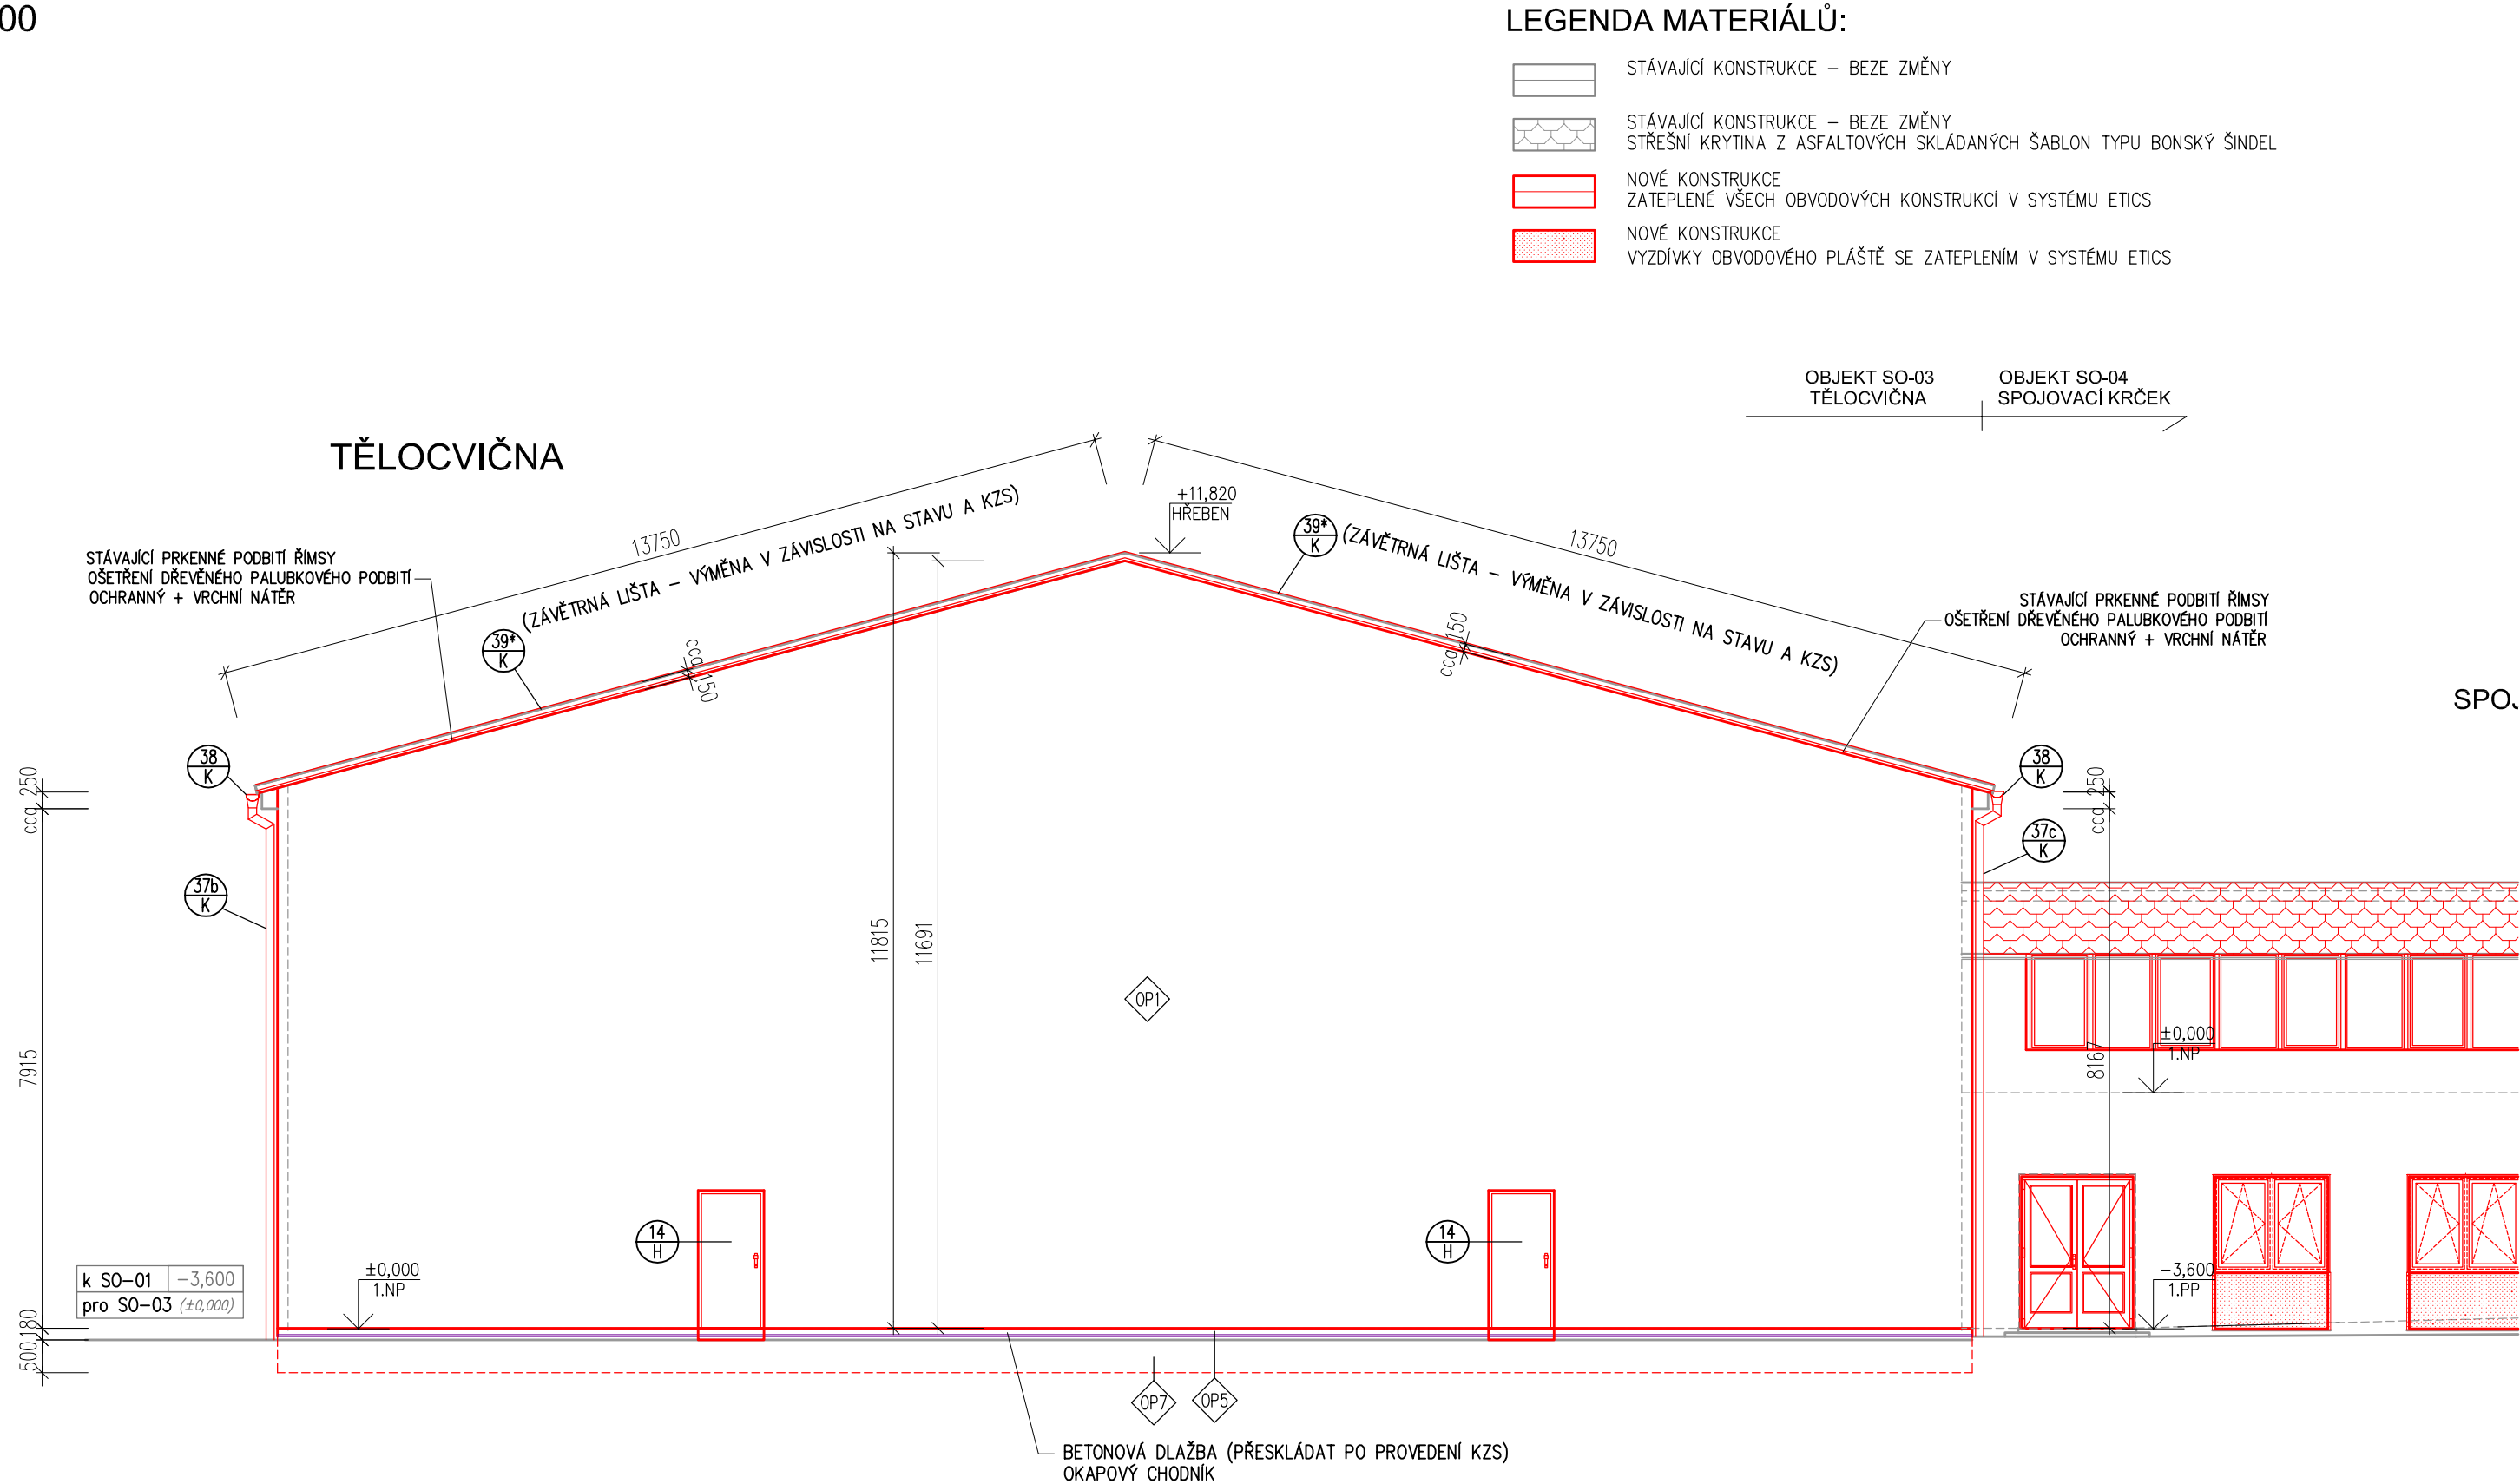 00
LEGENDA MATERIÁLŮ:
STÁVAJÍCÍ KONSTRUKCE – BEZE ZMĚNY
STÁVAJÍCÍ KONSTRUKCE – BEZE ZMĚNY
STŘEŠNÍ KRYTINA Z ASFALTOVÝCH SKLÁDANÝCH ŠABLON TYPU BONSKÝ ŠINDEL
NOVÉ KONSTRUKCE
ZATEPLENÉ VŠECH OBVODOVÝCH KONSTRUKCÍ V SYSTÉMU ETICS
NOVÉ KONSTRUKCE
VYZDÍVKY OBVODOVÉHO PLÁŠTĚ SE ZATEPLENÍM V SYSTÉMU ETICS
OBJEKT SO-03
TĚLOCVIČNA
OBJEKT SO-04
SPOJOVACÍ KRČEK
TĚLOCVIČNA
13750
(ZÁVĚTRNÁ LIŠTA – VÝMĚNA V ZÁVISLOSTI NA STAVU A KZS)
+11,820
HŘEBEN
39*
K
13750
(ZÁVĚTRNÁ LIŠTA – VÝMĚNA V ZÁVISLOSTI NA STAVU A KZS)
STÁVAJÍCÍ PRKENNÉ PODBITÍ ŘÍMSY
OŠETŘENÍ DŘEVĚNÉHO PALUBKOVÉHO PODBITÍ
OCHRANNÝ + VRCHNÍ NÁTĚR
39*
K
cca 150
cca 150
STÁVAJÍCÍ PRKENNÉ PODBITÍ ŘÍMSY
OŠETŘENÍ DŘEVĚNÉHO PALUBKOVÉHO PODBITÍ
OCHRANNÝ + VRCHNÍ NÁTĚR
SPOJ
38
K
38
K
cca 250
cca 250
37b
K
37c
K
11815
11691
OP1
7915
8167
±0,000
1.NP
14
H
14
H
k SO–01
–3,600
pro SO–03
(±0,000)
±0,000
1.NP
–3,600
1.PP
180
500
OP7
OP5
BETONOVÁ DLAŽBA (PŘESKLÁDAT PO PROVEDENÍ KZS)
OKAPOVÝ CHODNÍK